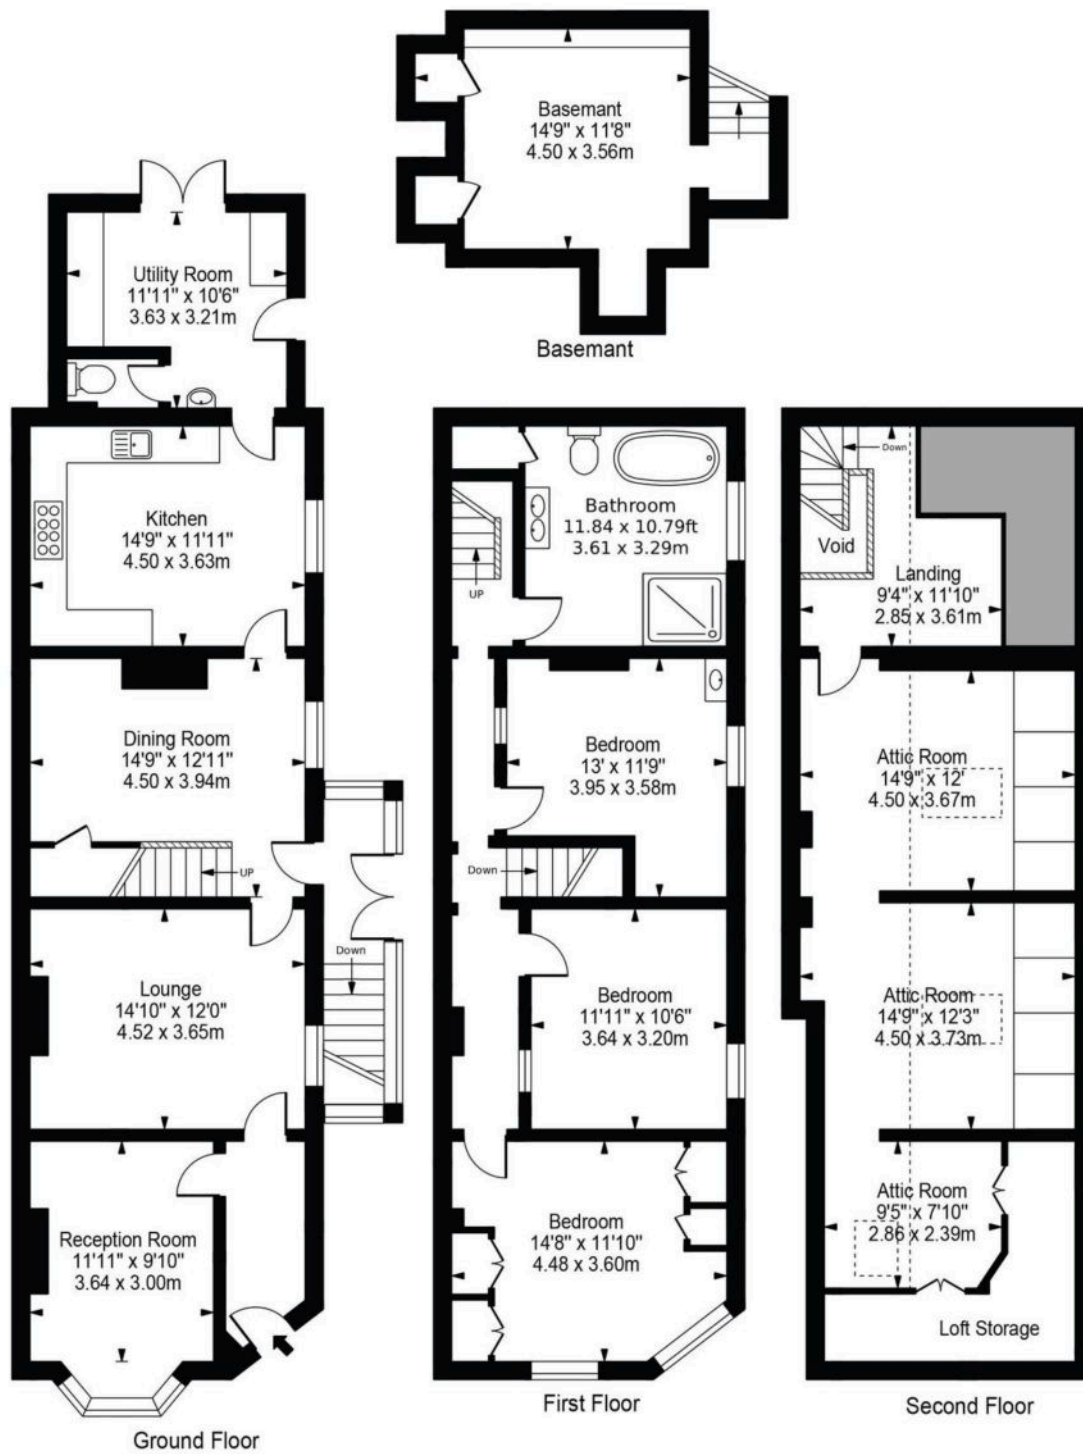 Basemant
14'9" x 11'8"
4.50 x 3.56m
Basemant
Utility Room
11'11" x 10'6"
3.63 x 3.21m
Kitchen
14'9" x 11'11"
4.50 x 3.63m
Dining Room
14'9" x 12'11"
4.50 x 3.94m
UP
Down
Lounge
14'10" x 12'0"
4.52 x 3.65m
Reception Room
11'11" x 9'10"
3.64 x 3.00m
Ground Floor
Bathroom
11.84 x 10.79ft
3.61 x 3.29m
UP
Bedroom
13' x 11'9"
3.95 x 3.58m
Down
Bedroom
11'11" x 10'6"
3.64 x 3.20m
Bedroom
14'8" x 11'10"
4.48 x 3.60m
First Floor
Down
Void
Landing
9'4" x 11'10"
2.85 x 3.61m
Attic Room
14'9" x 12'
4.50 x 3.67m
Attic Room
14'9" x 12'3"
4.50 x 3.73m
Attic Room
9'5" x 7'10"
2.86 x 2.39m
Loft Storage
Second Floor